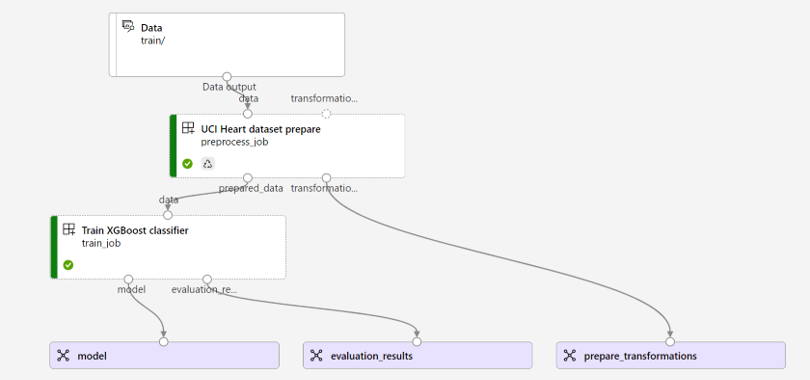 Data
train/
Data output
data
transformatio...
UCI Heart dataset prepare
preprocess_job
prepared_data
transformatio...
data
Train XGBoost classifier
train_job
model
evaluation_re...
model
evaluation_results
prepare_transformations